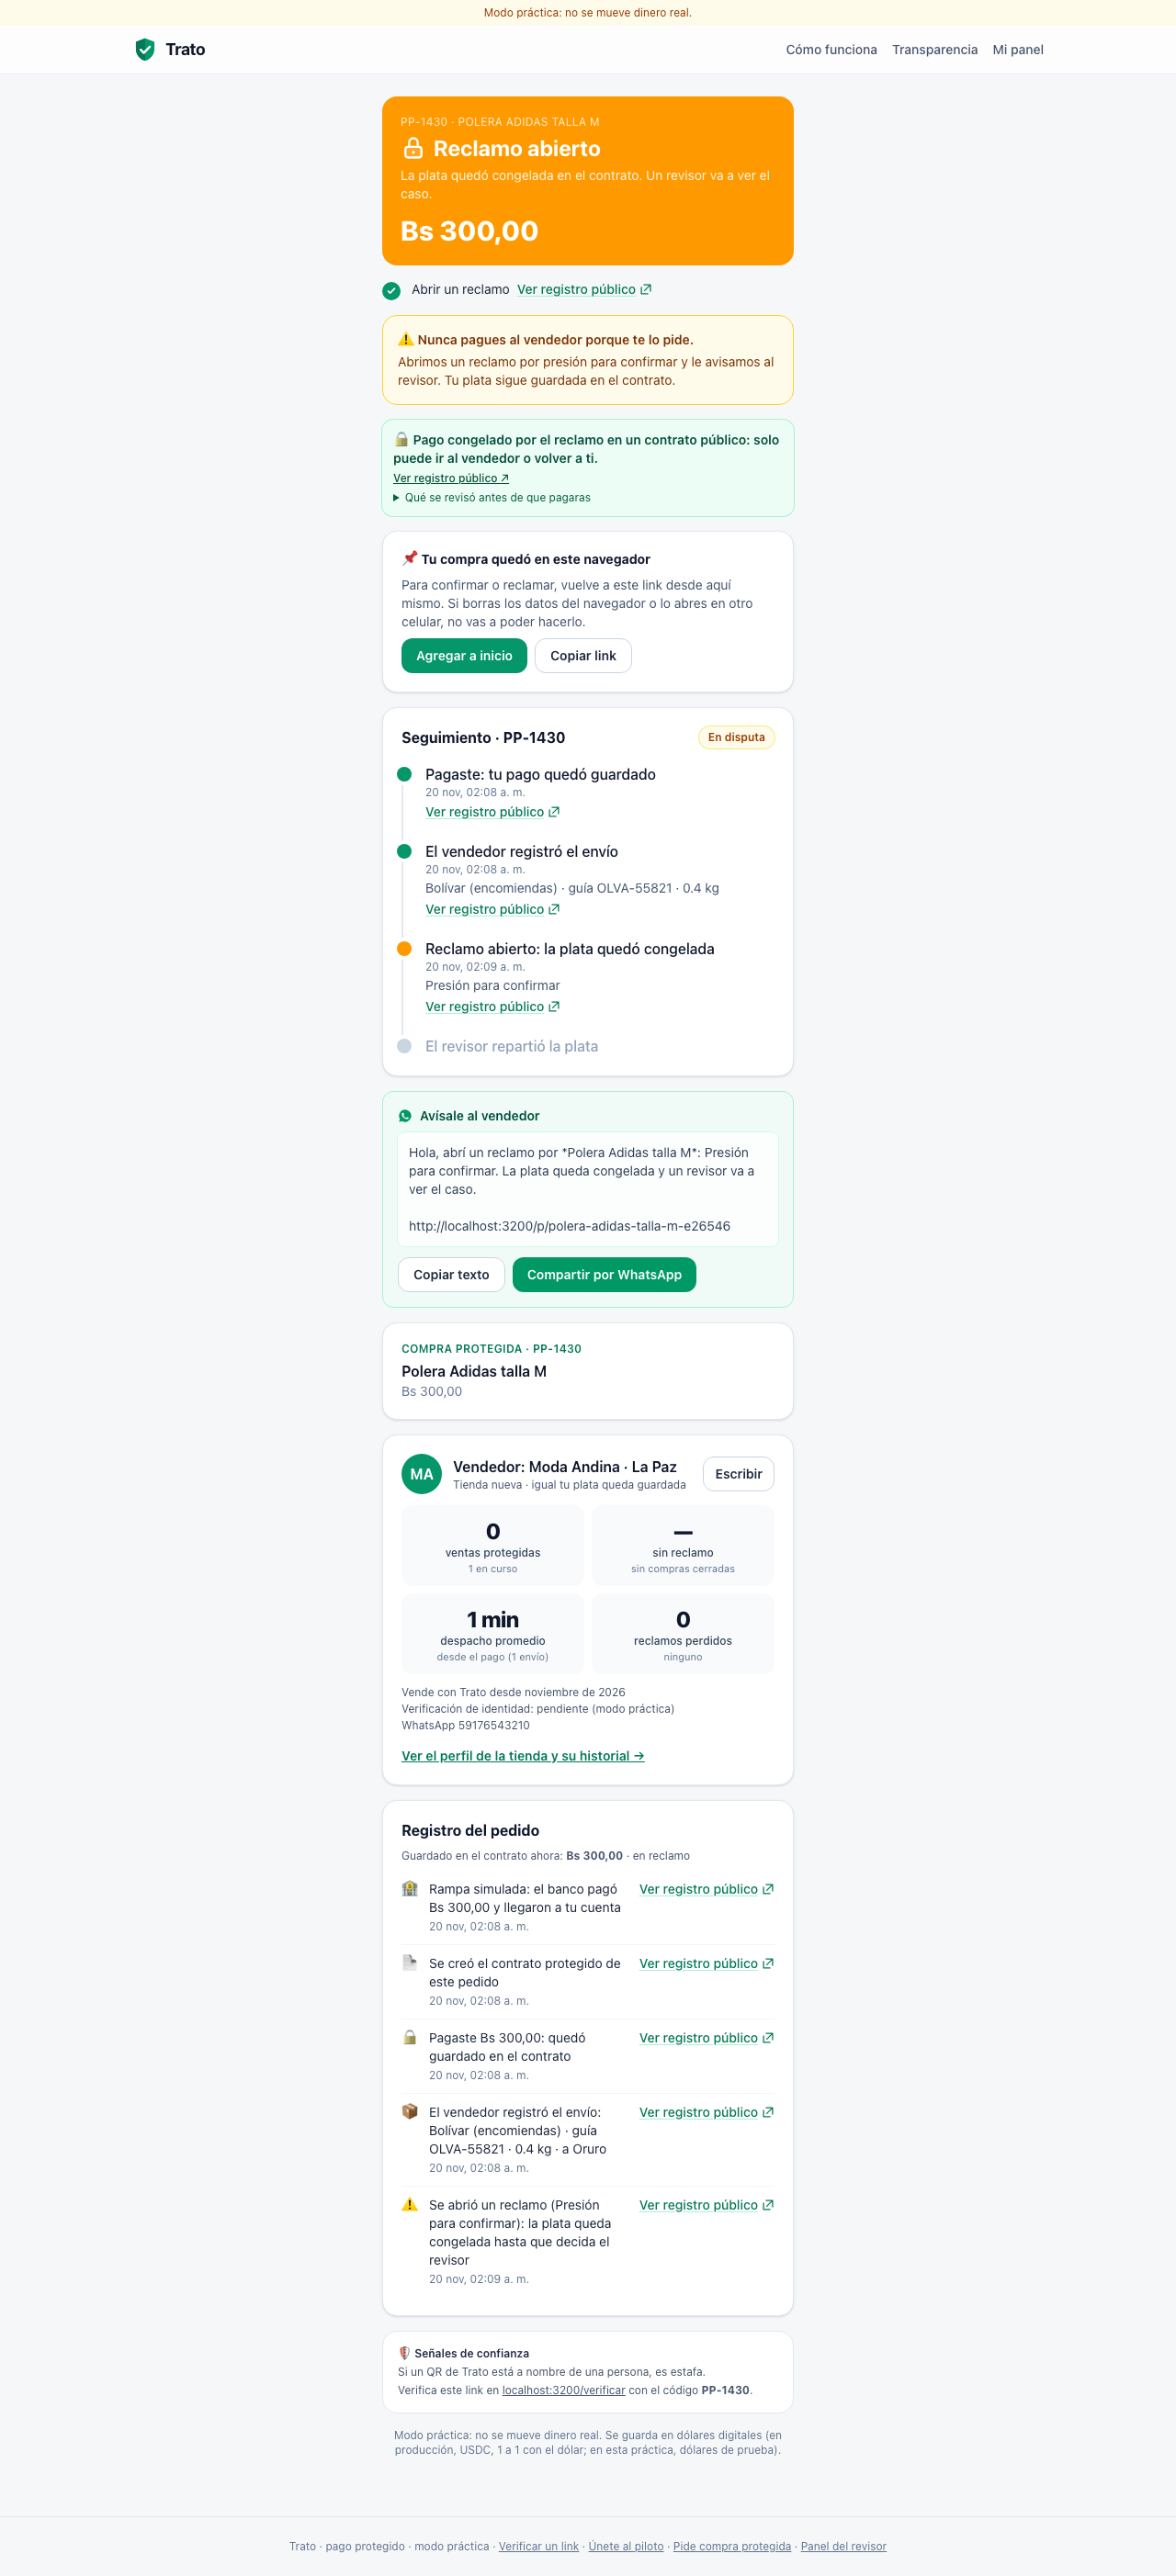 Modo práctica: no se mueve dinero real.
Trato
Cómo funciona Transparencia Mi panel
PP-1430 · POLERA ADIDAS TALLA M
Reclamo abierto
La plata quedó congelada en el contrato. Un revisor va a ver el
caso.
Bs 300,00
Abrir un reclamo Ver registro público
Nunca pagues al vendedor porque te lo pide.
Abrimos un reclamo por presión para confirmar y le avisamos al
revisor. Tu plata sigue guardada en el contrato.
Pago congelado por el reclamo en un contrato público: solo
puede ir al vendedor o volver a ti.
Ver registro público ↗
Qué se revisó antes de que pagaras
Tu compra quedó en este navegador
Para confirmar o reclamar, vuelve a este link desde aquí
mismo. Si borras los datos del navegador o lo abres en otro
celular, no vas a poder hacerlo.
Agregar a inicio Copiar link
Seguimiento · PP-1430 En disputa
Pagaste: tu pago quedó guardado
20 nov, 02:08 a. m.
Ver registro público
El vendedor registró el envío
20 nov, 02:08 a. m.
Bolívar (encomiendas) · guía OLVA-55821 · 0.4 kg
Ver registro público
Reclamo abierto: la plata quedó congelada
20 nov, 02:09 a. m.
Presión para confirmar
Ver registro público
El revisor repartió la plata
Avísale al vendedor
Hola, abrí un reclamo por *Polera Adidas talla M*: Presión
para confirmar. La plata queda congelada y un revisor va a
ver el caso.
http://localhost:3200/p/polera-adidas-talla-m-e26546
Copiar texto Compartir por WhatsApp
COMPRA PROTEGIDA · PP-1430
Polera Adidas talla M
Bs 300,00
MA
Vendedor: Moda Andina · La Paz
Tienda nueva · igual tu plata queda guardada
Escribir
0
ventas protegidas
1 en curso
—
sin reclamo
sin compras cerradas
1 min
despacho promedio
desde el pago (1 envío)
0
reclamos perdidos
ninguno
Vende con Trato desde noviembre de 2026
Verificación de identidad: pendiente (modo práctica)
WhatsApp 59176543210
Ver el perfil de la tienda y su historial →
Registro del pedido
Guardado en el contrato ahora: Bs 300,00 · en reclamo
Rampa simulada: el banco pagó
Bs 300,00 y llegaron a tu cuenta
20 nov, 02:08 a. m.
Ver registro público
Se creó el contrato protegido de
este pedido
20 nov, 02:08 a. m.
Ver registro público
Pagaste Bs 300,00: quedó
guardado en el contrato
20 nov, 02:08 a. m.
Ver registro público
El vendedor registró el envío:
Bolívar (encomiendas) · guía
OLVA-55821 · 0.4 kg · a Oruro
20 nov, 02:08 a. m.
Ver registro público
Se abrió un reclamo (Presión
para confirmar): la plata queda
congelada hasta que decida el
revisor
20 nov, 02:09 a. m.
Ver registro público
Señales de confianza
Si un QR de Trato está a nombre de una persona, es estafa.
Verifica este link en localhost:3200/verificar con el código PP-1430.
Modo práctica: no se mueve dinero real. Se guarda en dólares digitales (en
producción, USDC, 1 a 1 con el dólar; en esta práctica, dólares de prueba).
Trato · pago protegido · modo práctica · Verificar un link · Únete al piloto · Pide compra protegida · Panel del revisor